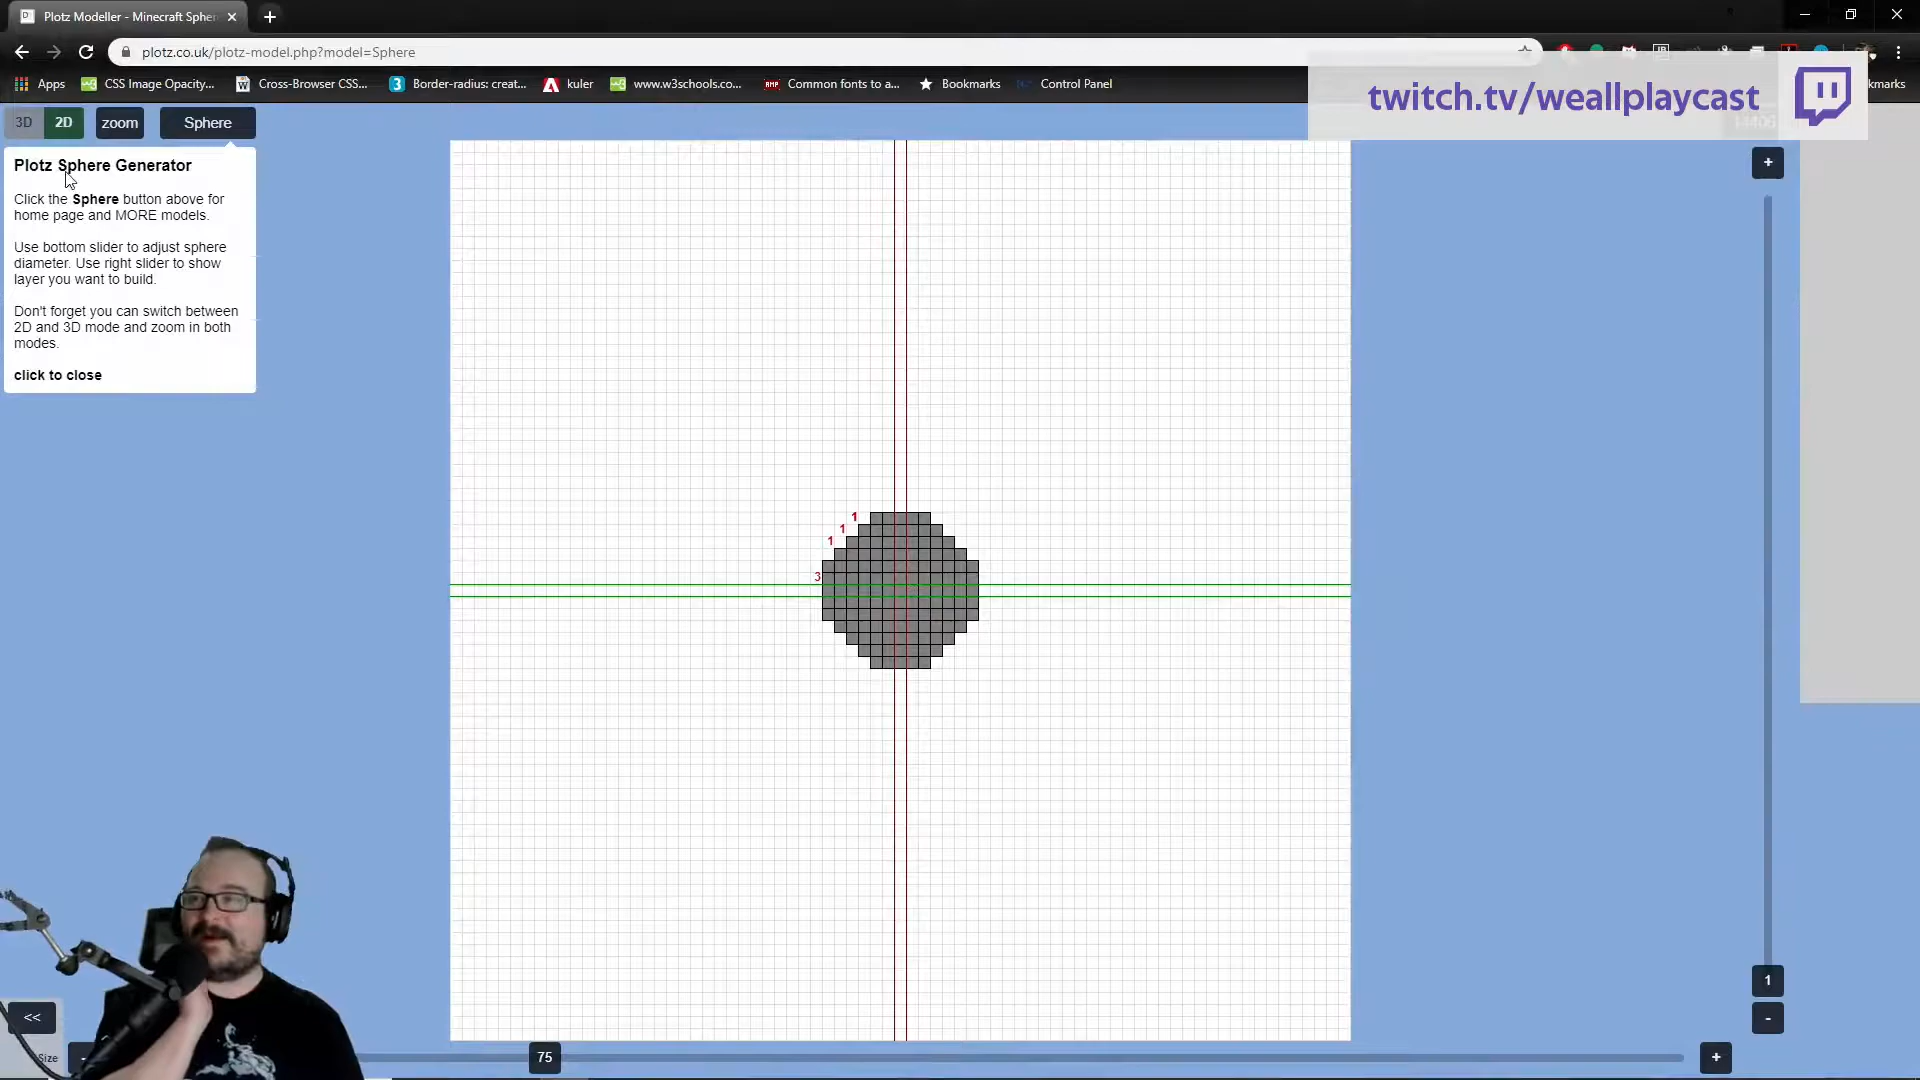 Plotz Modeller - Minecraft Spher
plotz.co.uk/plotz-model.php?model=Sphere
Apps CSS Image Opacity... Cross-Browser CSS... Border-radius: creat... kuler www.w3schools.co... Common fonts to a... Bookmarks Control Panel
twitch.tv/weallplaycast
3D 2D zoom Sphere
Plotz Sphere Generator
Click the Sphere button above for
home page and MORE models.
Use bottom slider to adjust sphere
diameter. Use right slider to show
layer you want to build.
Don't forget you can switch between
2D and 3D mode and zoom in both
modes.
click to close
+
1
1
1
3
1
-
<<
Size - 75 +